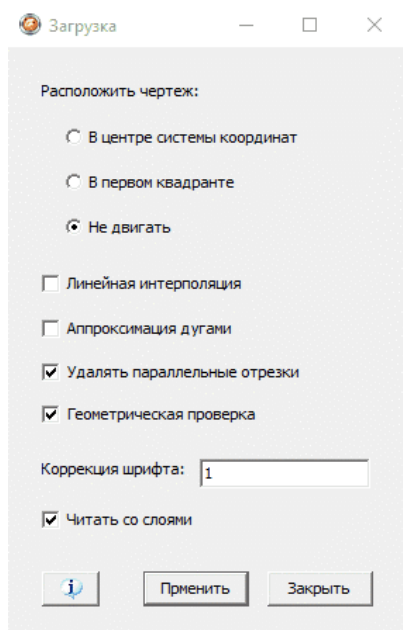 Загрузка
Расположить чертеж:
В центре системы координат
В первом квадранте
Не двигать
Линейная интерполяция
Аппроксимация дугами
Удалять параллельные отрезки
Геометрическая проверка
Коррекция шрифта: 1
Читать со слоями
Прменить Закрыть